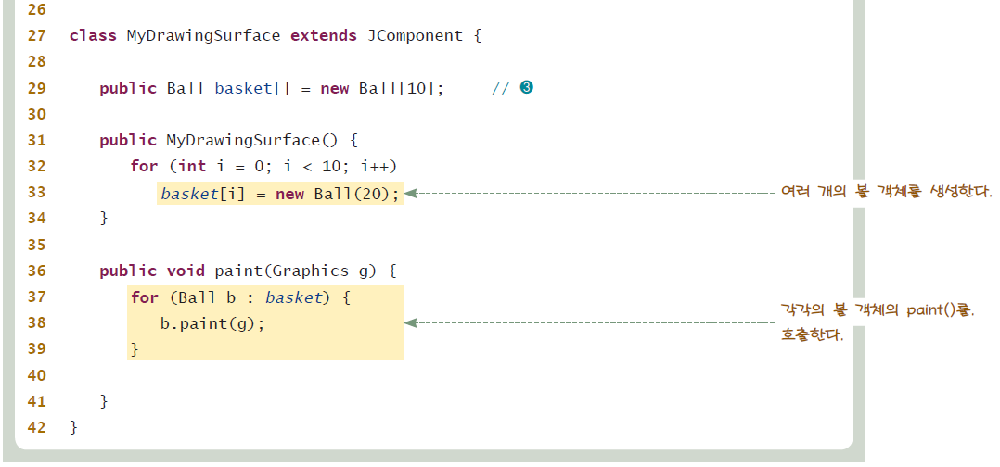 26
27 class MyDrawingSurface extends JComponent {
28
29 public Ball basket[] = new Ball[10]; // ❸
30
31 public MyDrawingSurface() {
32 for (int i = 0; i < 10; i++)
33 basket[i] = new Ball(20); 여러 개의 볼 객체를 생성한다.
34 }
35
36 public void paint(Graphics g) {
37 for (Ball b : basket) {
38 b.paint(g); 각각의 볼 객체의 paint()를.
호출한다.
39 }
40
41 }
42 }